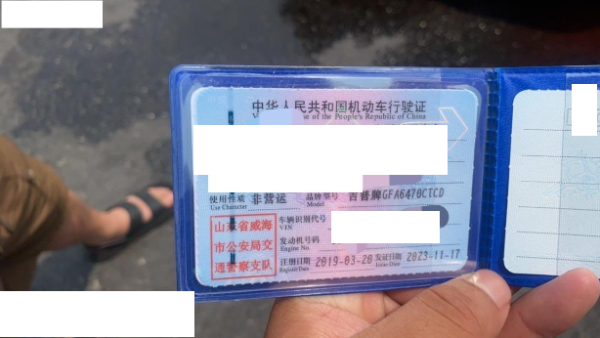 中华人民共和国机动车行驶证
e of the People's Republic of China
使用性质 非营运 品牌型号 吉普牌GFA6470CICD
Use Character Model
山东省威海
市公安局交
通警察支队
车辆识别代号
VIN
发动机号码
Engine No.
注册日期 2019-03-20 发证日期 2023-11-17
Register Date Issue Date